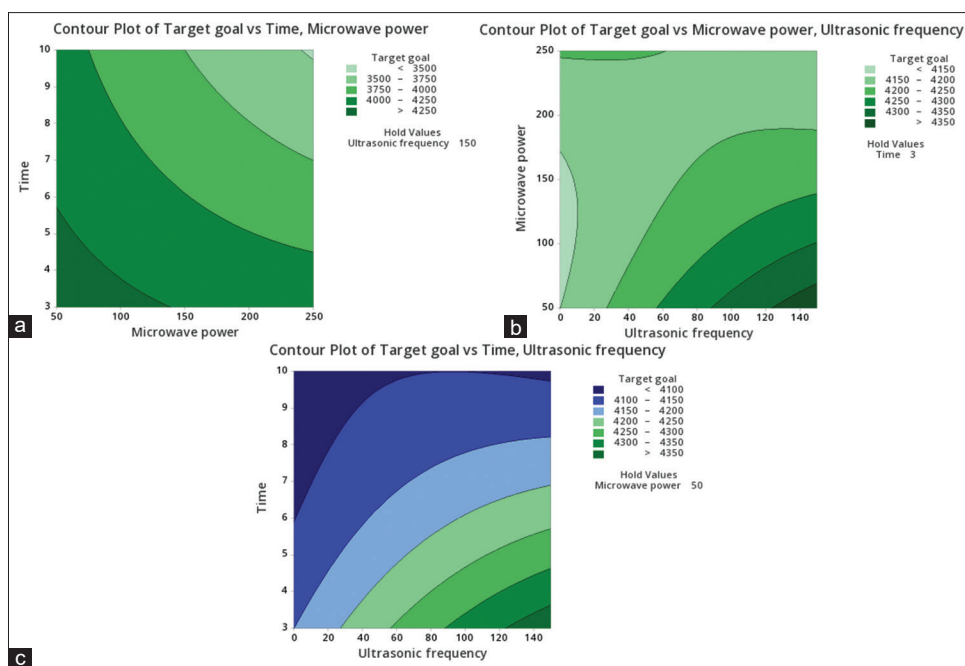 Contour Plot of Target goal vs Time, Microwave power
10
9
8
7
6
5
4
3
Time
50 100 150 200 250
Microwave power
Target goal
< 3500
3500 – 3750
3750 – 4000
4000 – 4250
> 4250
Hold Values
Ultrasonic frequency 150
a
Contour Plot of Target goal vs Microwave power, Ultrasonic frequency
250
200
150
100
50
Microwave power
0 20 40 60 80 100 120 140
Ultrasonic frequency
Target goal
< 4150
4150 – 4200
4200 – 4250
4250 – 4300
4300 – 4350
> 4350
Hold Values
Time 3
b
Contour Plot of Target goal vs Time, Ultrasonic frequency
10
9
8
7
6
5
4
3
Time
0 20 40 60 80 100 120 140
Ultrasonic frequency
Target goal
< 4100
4100 – 4150
4150 – 4200
4200 – 4250
4250 – 4300
4300 – 4350
> 4350
Hold Values
Microwave power 50
c